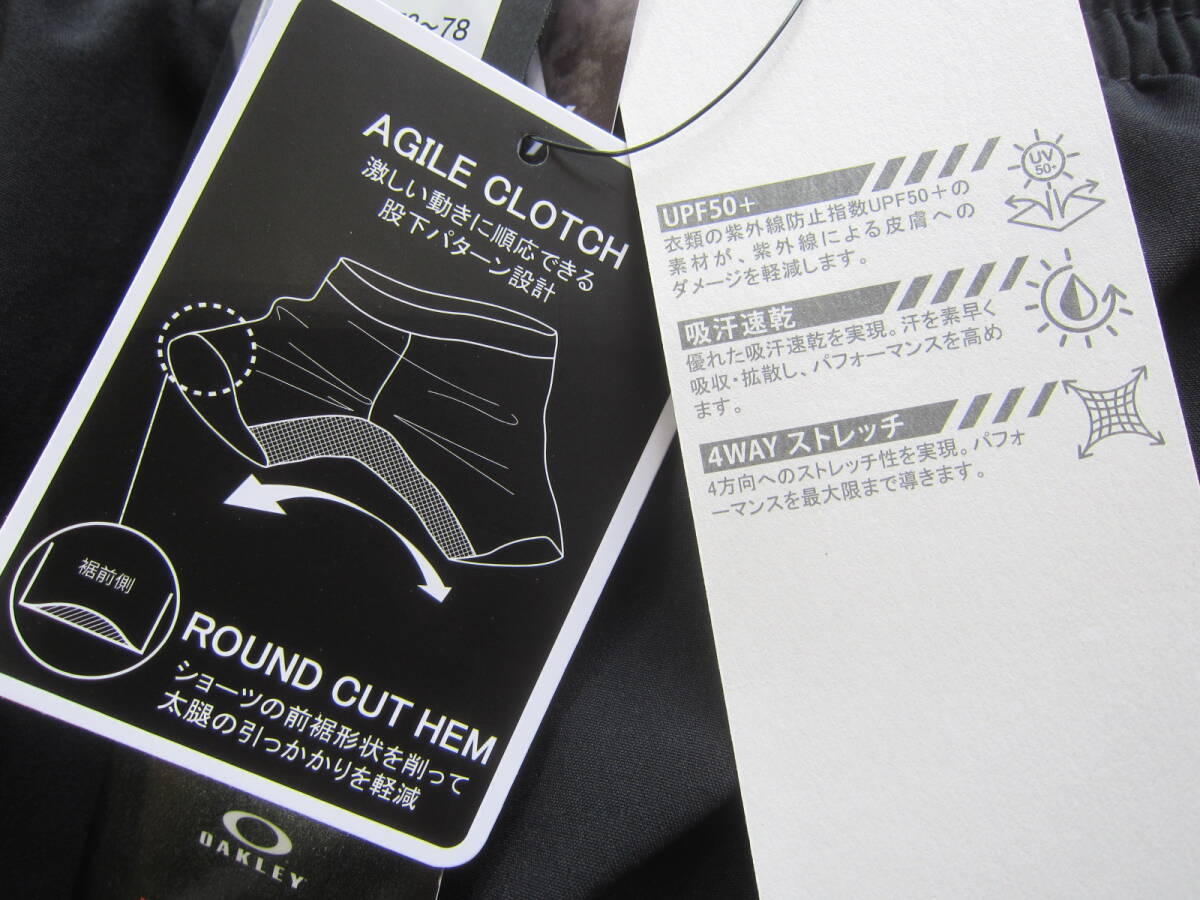 ~78
AGILE CLOTCH
激しい動きに順応できる
股下パターン設計
裾前側
ROUND CUT HEM
ショーツの前裾形状を削って
太腿の引っかかりを軽減
OAKLEY
UPF50+
UV
50+
衣類の紫外線防止指数UPF50+の
素材が、紫外線による皮膚への
ダメージを軽減します。
吸汗速乾
優れた吸汗速乾を実現。汗を素早く
吸収・拡散し、パフォーマンスを高め
ます。
4WAY ストレッチ
4方向へのストレッチ性を実現。パフォ
ーマンスを最大限まで導きます。